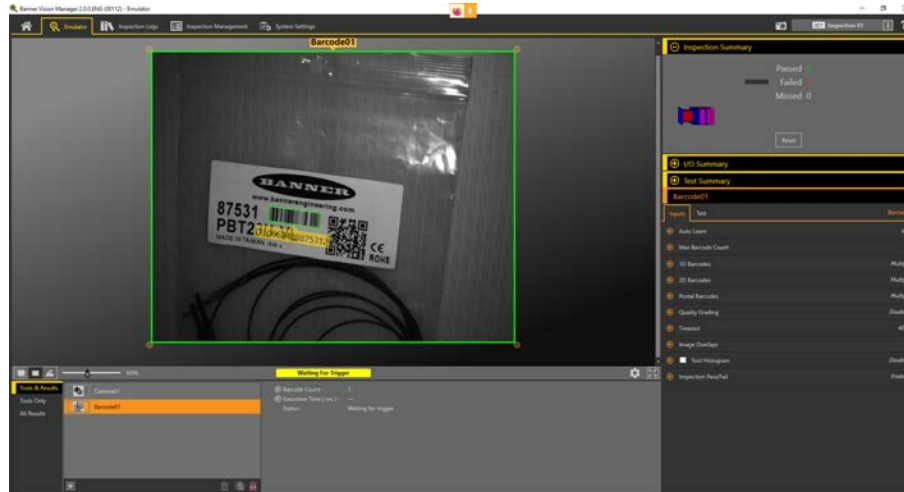 Banner Vision Manager 2.0.0.ENG (00112) - Emulator
Emulator
Inspection Logs
Inspection Management
System Settings
Inspection 01
Barcode01
BANNER
www.bannerengineering.com
87531
MADE IN TAIWAN
CE
ROHS
60%
Waiting For Trigger
Tools & Results
Tools Only
All Results
Camera01
Barcode01
Barcode Count: 1
Execution Time ( ms ): ---
Status: Waiting for trigger
Inspection Summary
Passed
Failed
Missed 0
Reset
I/O Summary
Test Summary
Barcode01
Inputs
Test
Auto Learn
Max Barcode Count
1D Barcodes
2D Barcodes
Postal Barcodes
Quality Grading
Timeout
Image Overlays
Tool Hologram
Inspection Pass/Fail